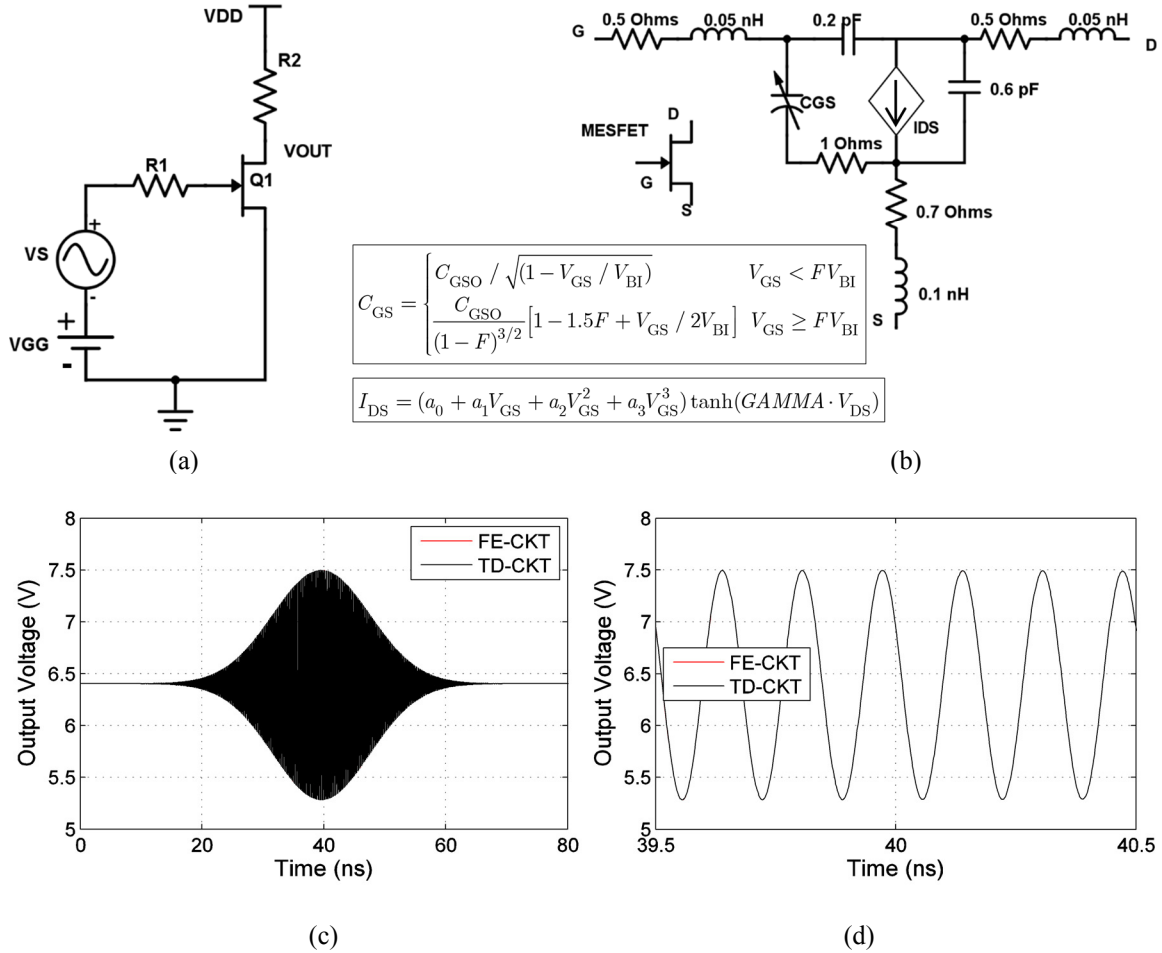 VDD
R2
VOUT
R1
Q1
VS
+
-
+
VGG
-
(a)
G
0.5 Ohms
0.05 nH
0.2 pF
0.5 Ohms
0.05 nH
D
CGS
IDS
0.6 pF
MESFET
D
G
S
1 Ohms
0.7 Ohms
0.1 nH
S
C_GS = { C_GSO / √(1 − V_GS / V_BI) V_GS < FV_BI
C_GSO / (1 − F)^{3/2} [1 − 1.5F + V_GS / 2V_BI] V_GS ≥ FV_BI
I_DS = (a_0 + a_1V_GS + a_2V_GS^2 + a_3V_GS^3) tanh(GAMMA · V_DS)
(b)
8
7.5
7
6.5
6
5.5
5
Output Voltage (V)
FE-CKT
TD-CKT
0 20 40 60 80
Time (ns)
(c)
8
7.5
7
6.5
6
5.5
5
Output Voltage (V)
FE-CKT
TD-CKT
39.5 40 40.5
Time (ns)
(d)